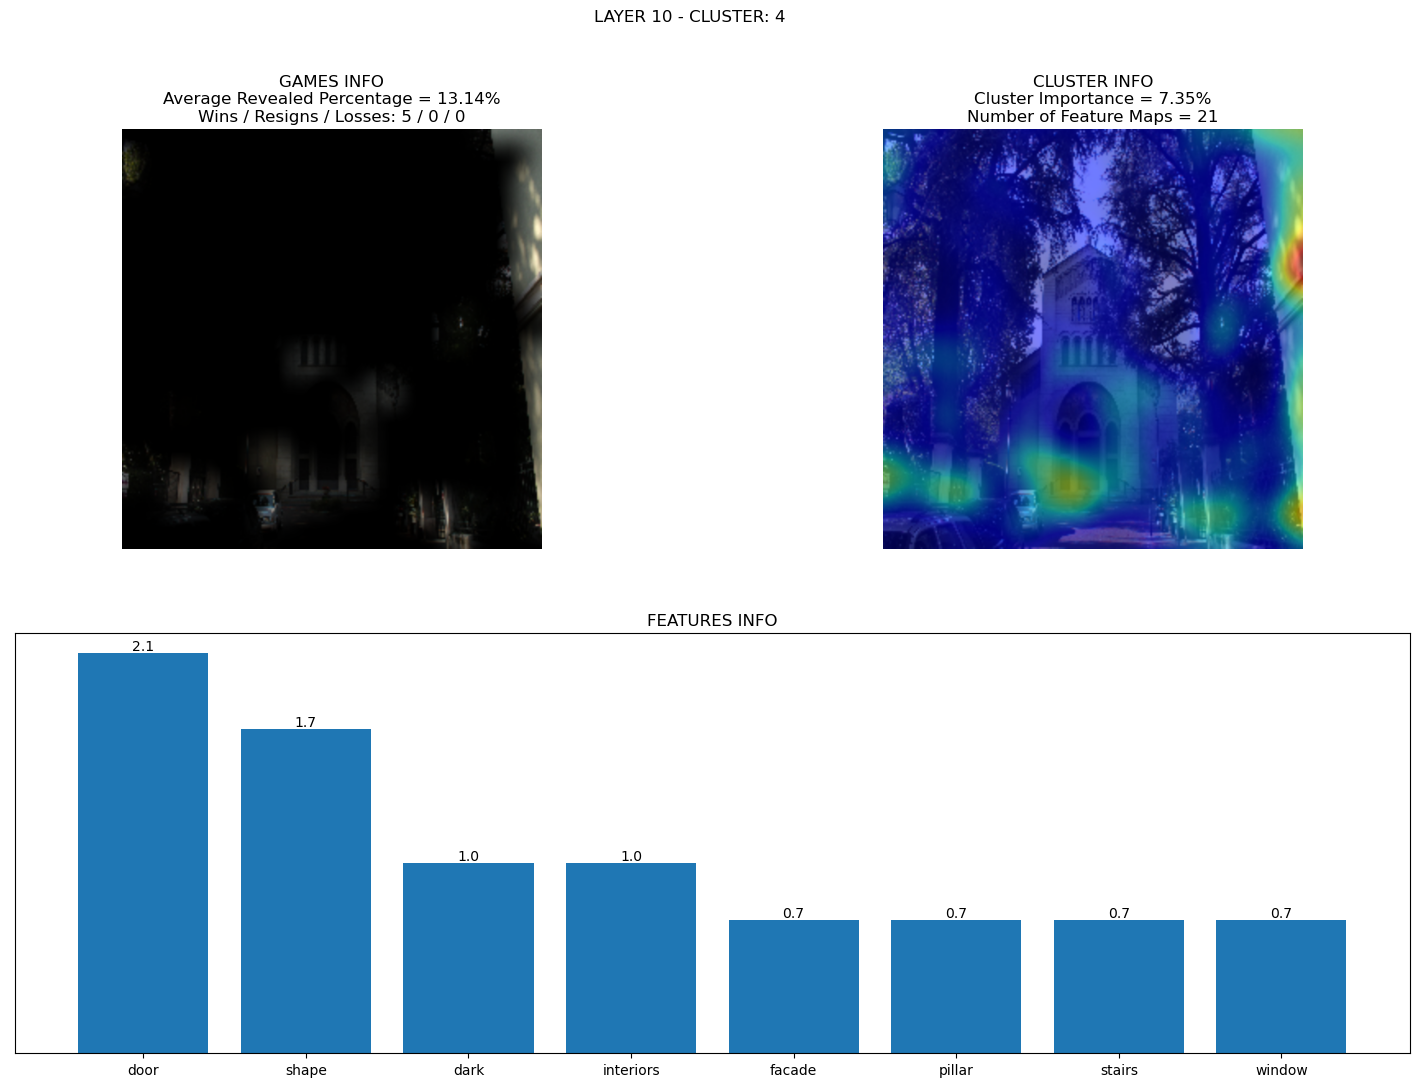 LAYER 10 - CLUSTER: 4
GAMES INFO
Average Revealed Percentage = 13.14%
Wins / Resigns / Losses: 5 / 0 / 0
CLUSTER INFO
Cluster Importance = 7.35%
Number of Feature Maps = 21
FEATURES INFO
2.1
1.7
1.0
1.0
0.7
0.7
0.7
0.7
door
shape
dark
interiors
facade
pillar
stairs
window